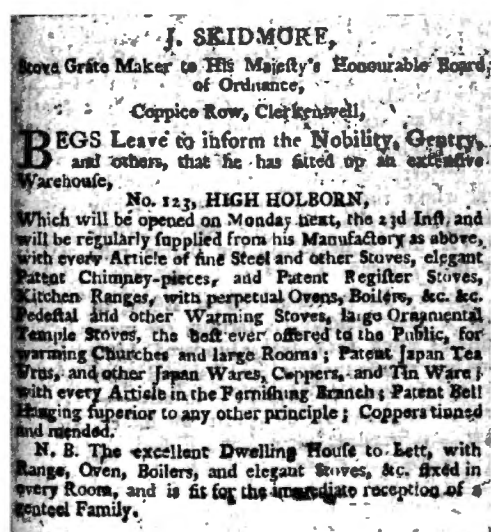 J. SKIDMORE,
Stove Grate Maker to His Majeſty's Honourable Board
of Ordnance,
Coppice Row, Clerkenwell,
BEGS Leave to inform the Nobility, Gentry,
and others, that he has fitted up an extenſive
Warehouſe,
No. 123, HIGH HOLBORN,
Which will be opened on Monday next, the 23d Inſt. and
will be regularly ſupplied from his Manufactory as above,
with every Article of fine Steel and other Stoves, elegant
Patent Chimney-pieces, and Patent Regiſter Stoves,
Kitchen Ranges, with perpetual Ovens, Boilers, &c. &c.
Pedeſtal and other Warming Stoves, large Ornamental
Temple Stoves, the beſt ever offered to the Public, for
warming Churches and large Rooms; Patent Japan Tea
Urns, and other Japan Wares, Coppers, and Tin Ware;
with every Article in the Furniſhing Branch; Patent Bell
Hanging ſuperior to any other principle; Coppers tinned
and mended.
N. B. The excellent Dwelling Houſe to Lett, with
Range, Oven, Boilers, and elegant Stoves, &c. fixed in
every Room, and is fit for the immediate reception of a
genteel Family.